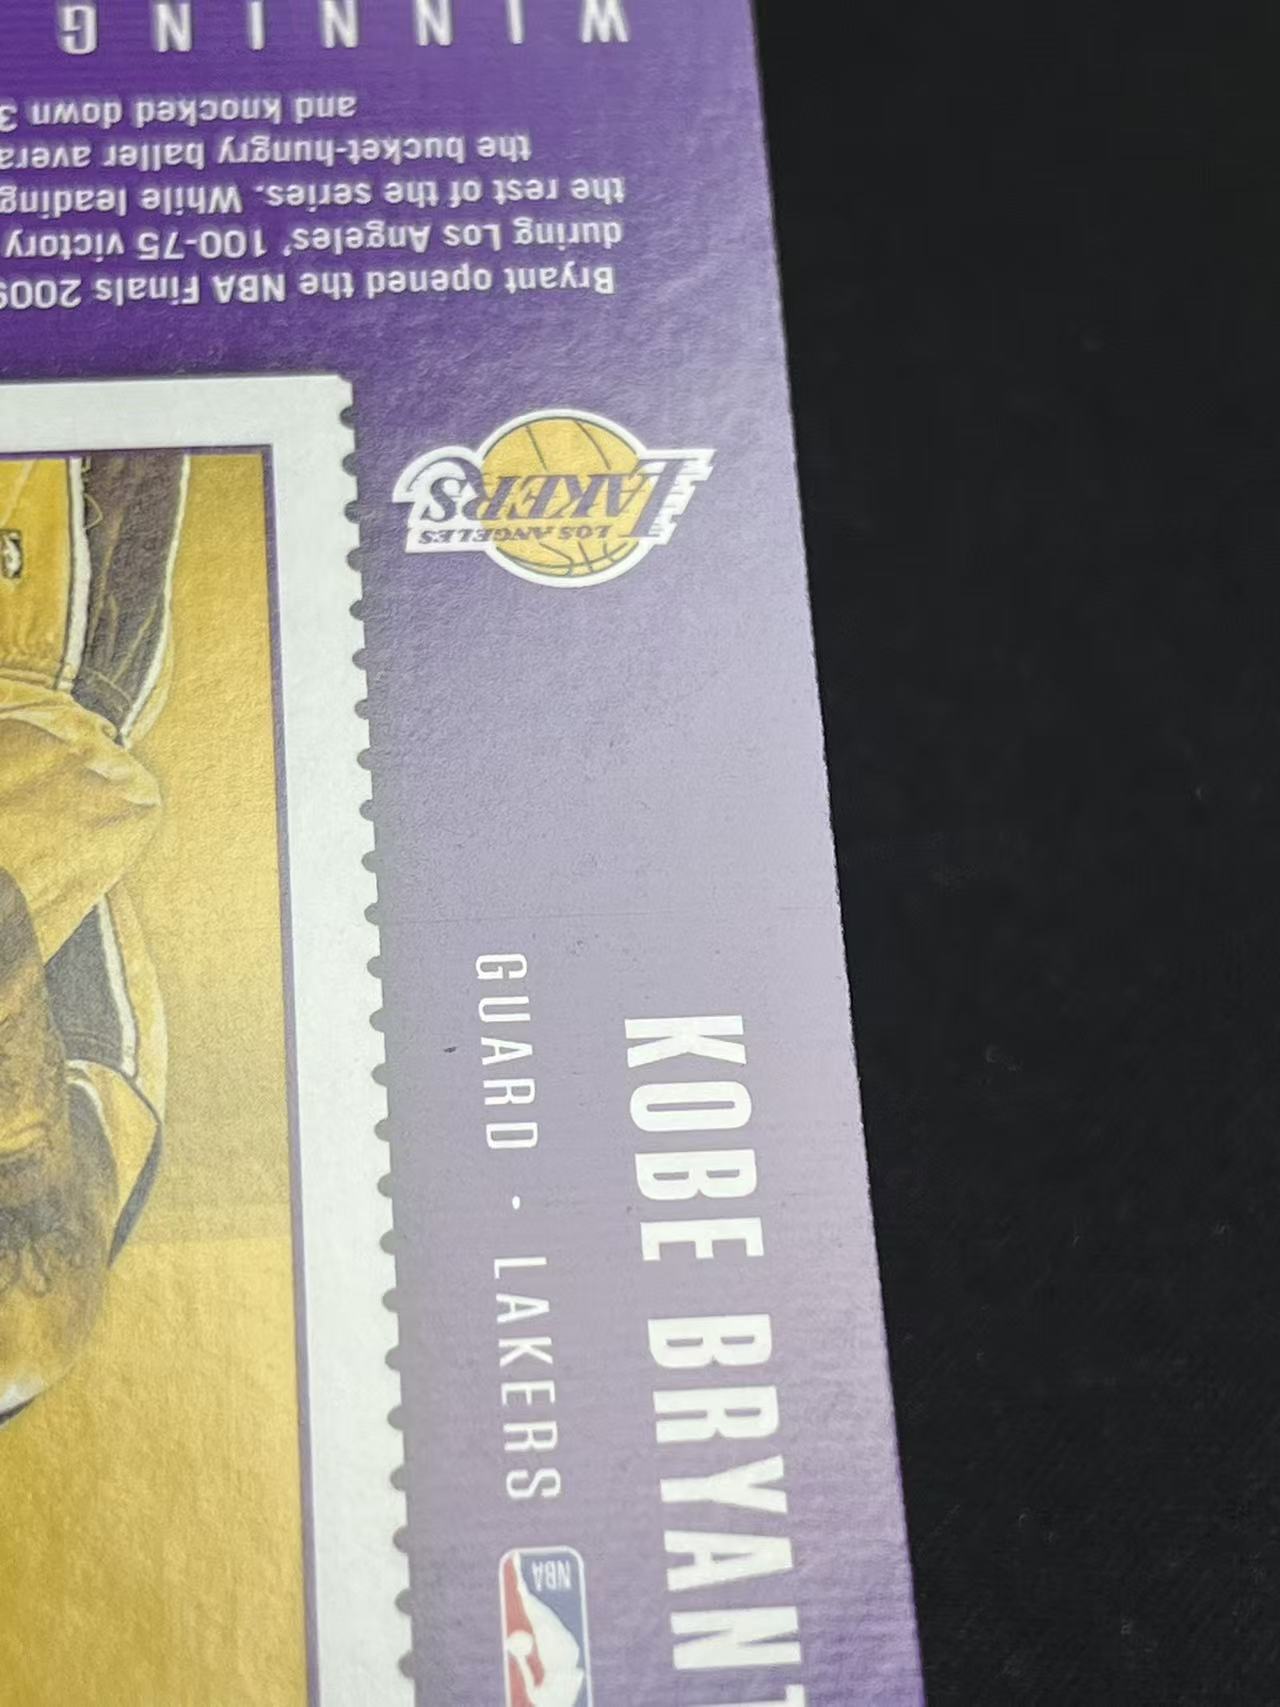 LOS ANGELES
LAKERS
Bryant opened the NBA Finals 2009
during Los Angeles' 100-75 victory
the rest of the series. While leading
the bucket-hungry baller avera
and knocked down 3
WINNING
KOBE BRYANT
GUARD · LAKERS
NBA